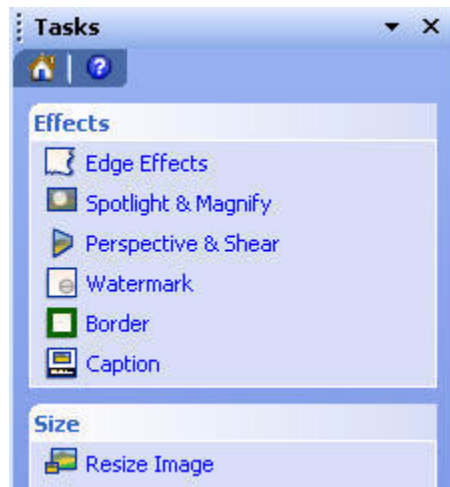 Tasks
Effects
Edge Effects
Spotlight & Magnify
Perspective & Shear
Watermark
Border
Caption
Size
Resize Image